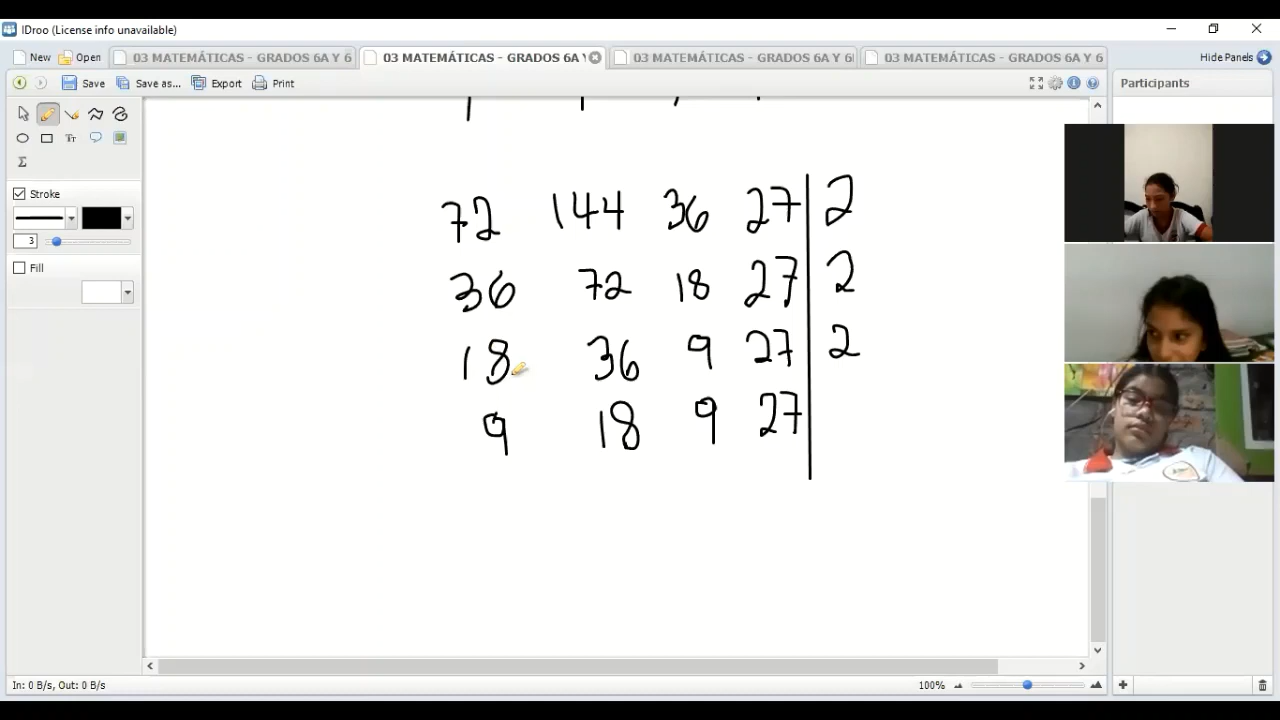 IDroo (License info unavailable)
New Open 03 MATEMÁTICAS - GRADOS 6A Y 6 03 MATEMÁTICAS - GRADOS 6A Y 03 MATEMÁTICAS - GRADOS 6A Y 6 03 MATEMÁTICAS - GRADOS 6A Y 6 Hide Panels
Save Save as... Export Print Participants
Tr
Σ
Stroke
3
Fill
72 144 36 27 2
36 72 18 27 2
18 36 9 27 2
9 18 9 27
In: 0 B/s, Out: 0 B/s 100%